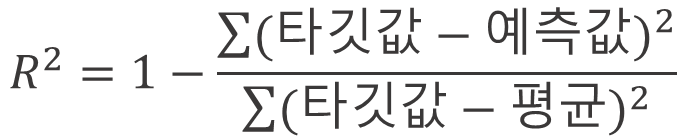 R² = 1 − ∑(타깃값 − 예측값)² / ∑(타깃값 − 평균)²